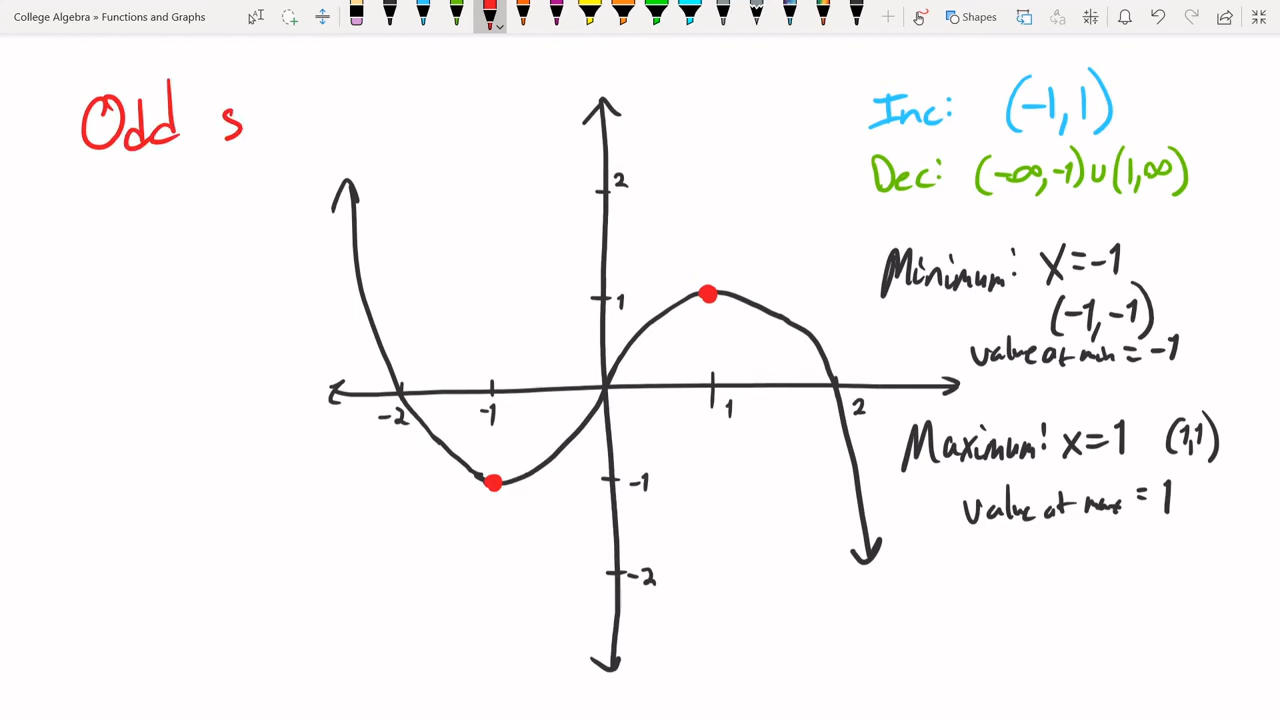 College Algebra » Functions and Graphs
Shapes
Odd s
Inc: (-1,1)
Dec: (-∞,-1)∪(1,∞)
Minimum: x=-1
(-1,-1)
value at min = -1
Maximum! x=1 (1,1)
value at max = 1
2
1
-2 -1 1 2
-1
-2